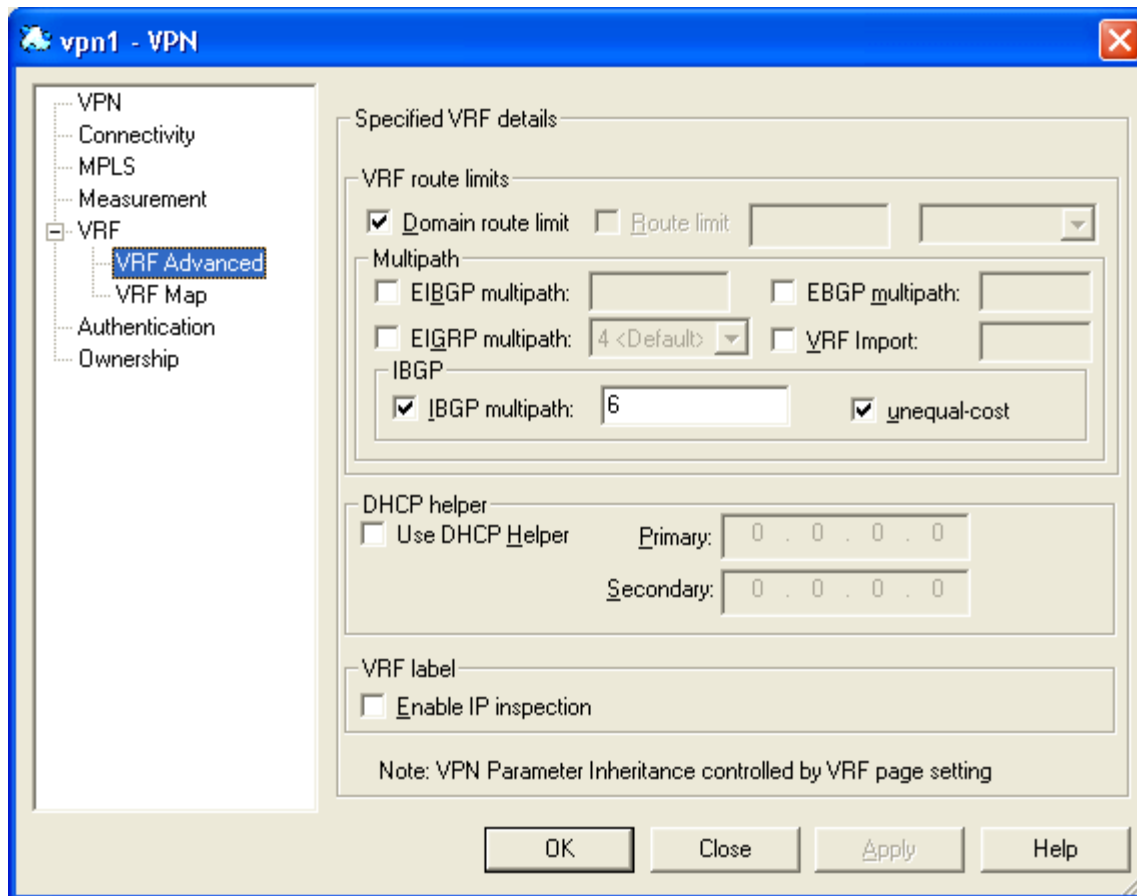 vpn1 - VPN
VPN
Connectivity
MPLS
Measurement
VRF
VRF Advanced
VRF Map
Authentication
Ownership
Specified VRF details
VRF route limits
Domain route limit Route limit
Multipath
EIBGP multipath: EBGP multipath:
EIGRP multipath: 4 <Default> VRF Import:
IBGP
IBGP multipath: 6 unequal-cost
DHCP helper
Use DHCP Helper Primary: 0 . 0 . 0 . 0
Secondary: 0 . 0 . 0 . 0
VRF label
Enable IP inspection
Note: VPN Parameter Inheritance controlled by VRF page setting
OK Close Apply Help